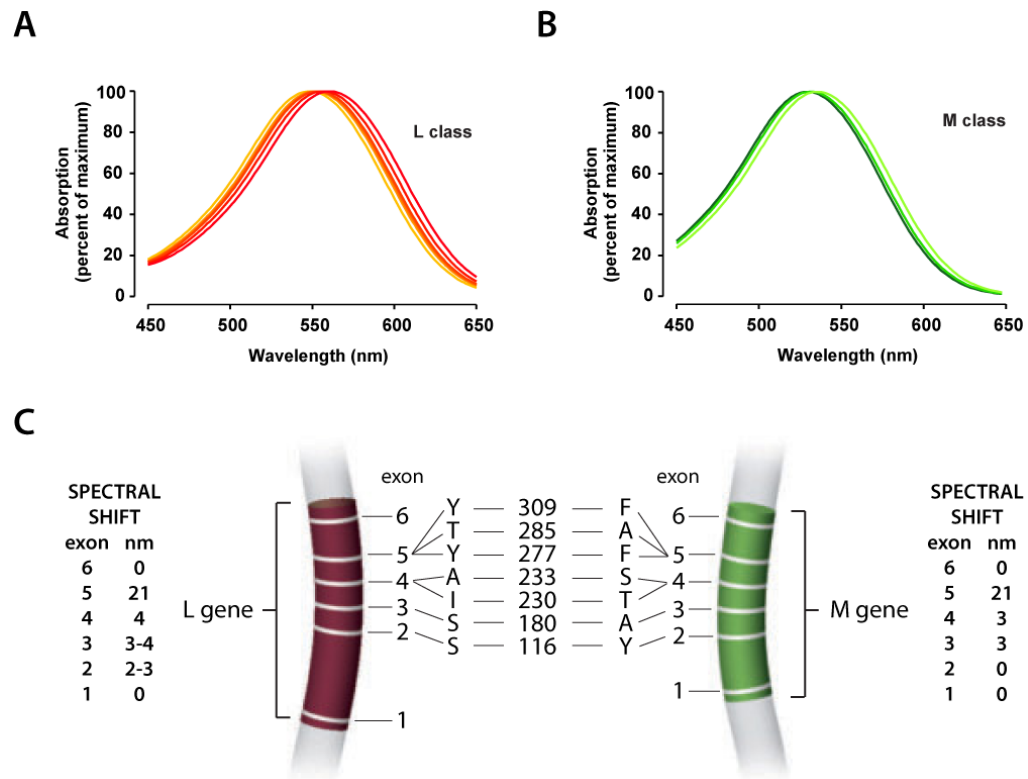 A
Absorption
(percent of maximum)
100
80
60
40
20
0
L class
450 500 550 600 650
Wavelength (nm)
B
Absorption
(percent of maximum)
100
80
60
40
20
0
M class
450 500 550 600 650
Wavelength (nm)
C
SPECTRAL
SHIFT
exon nm
6 0
5 21
4 4
3 3-4
2 2-3
1 0
L gene
exon
6
5
4
3
2
1
Y 309 F
T 285 A
Y 277 F
A 233 S
I 230 T
S 180 A
S 116 Y
exon
6
5
4
3
2
1
M gene
SPECTRAL
SHIFT
exon nm
6 0
5 21
4 3
3 3
2 0
1 0